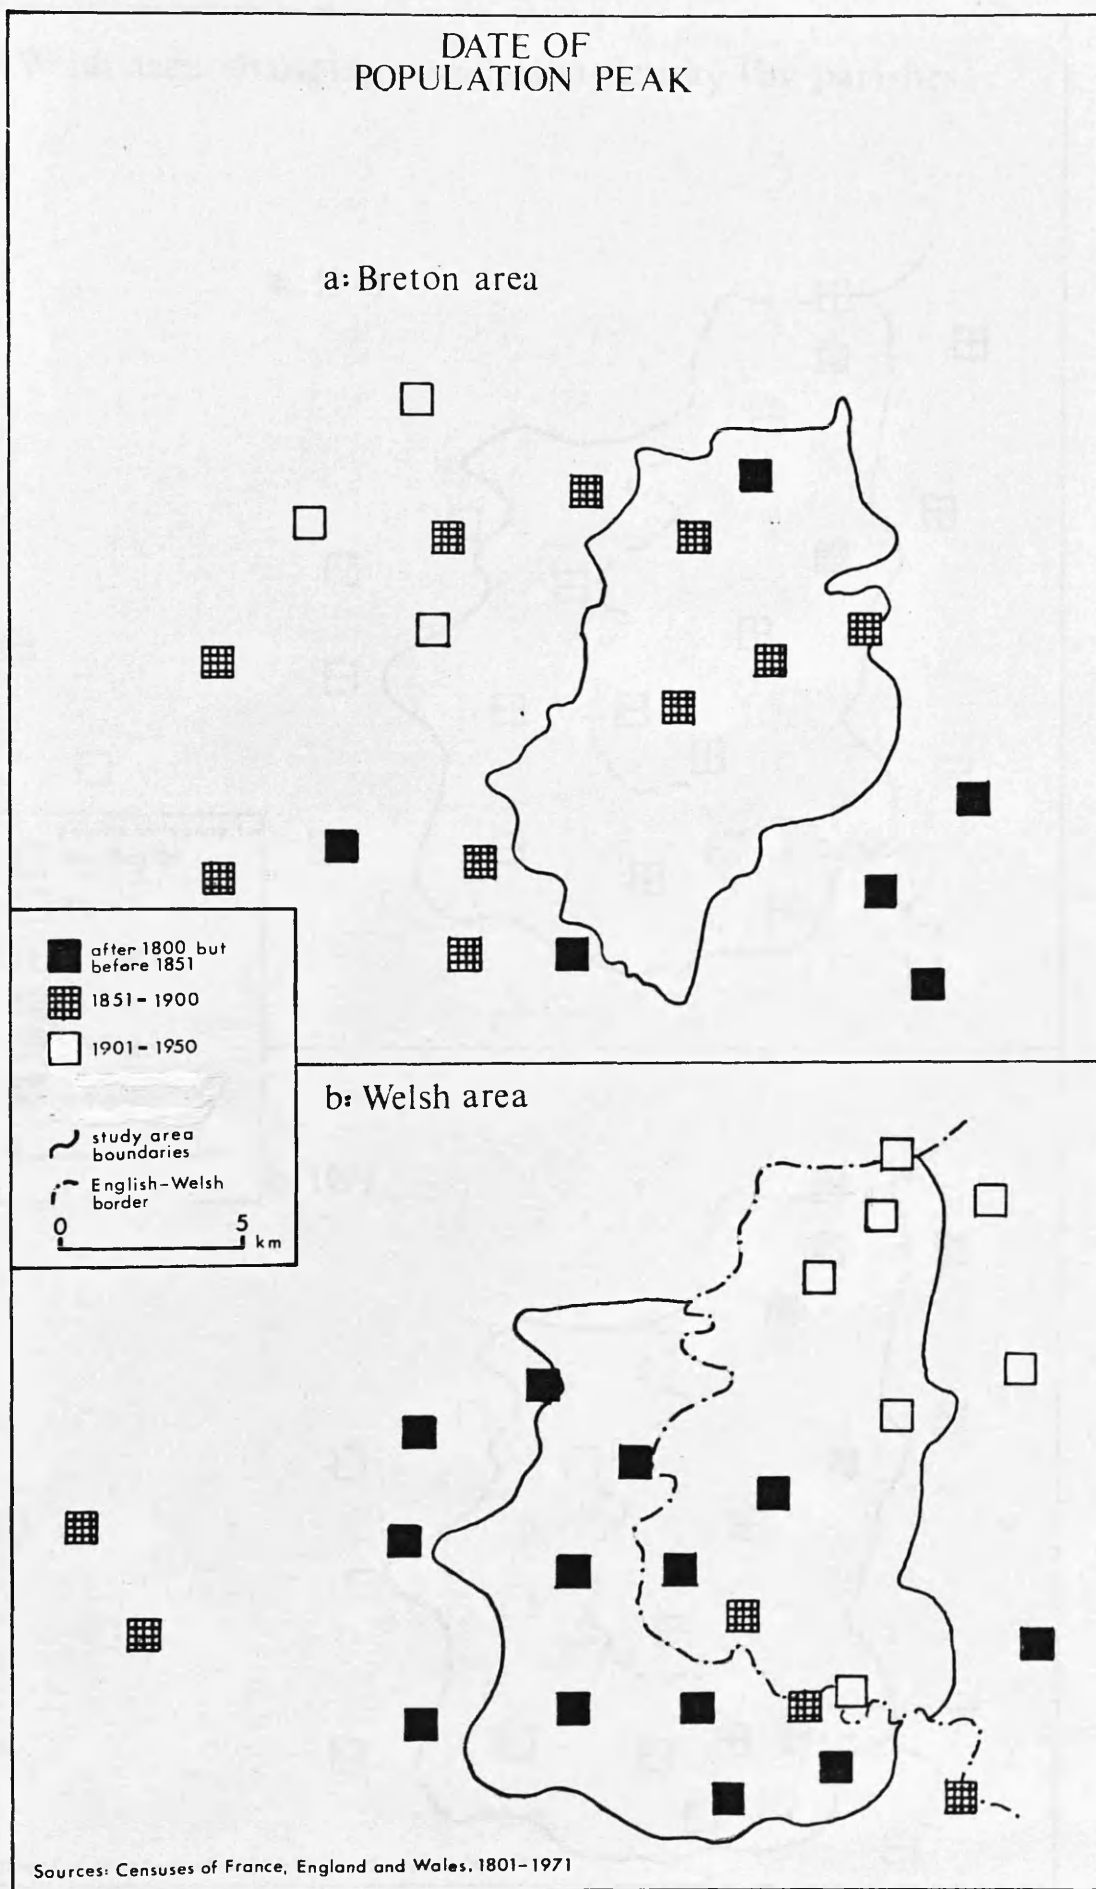 DATE OF
POPULATION PEAK
a: Breton area
after 1800 but
before 1851
1851-1900
1901-1950
study area
boundaries
English-Welsh
border
0 5
km
b: Welsh area
Sources: Censuses of France, England and Wales, 1801-1971